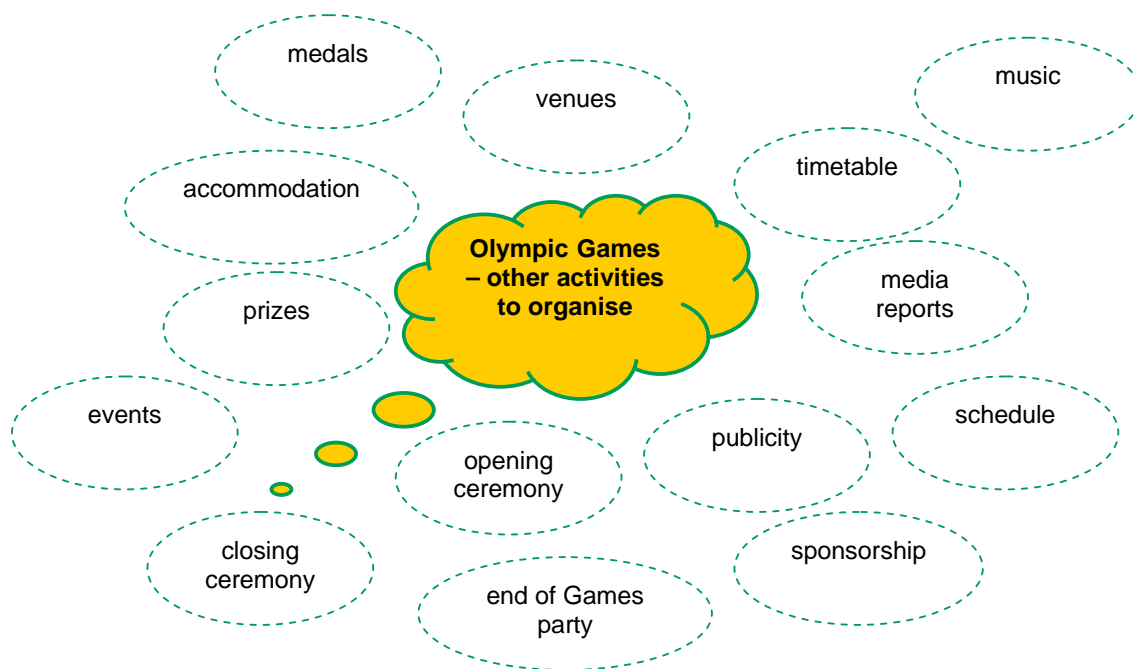 medals
music
venues
timetable
accommodation
Olympic Games
– other activities
to organise
media
reports
prizes
events
schedule
publicity
opening
ceremony
closing
ceremony
sponsorship
end of Games
party